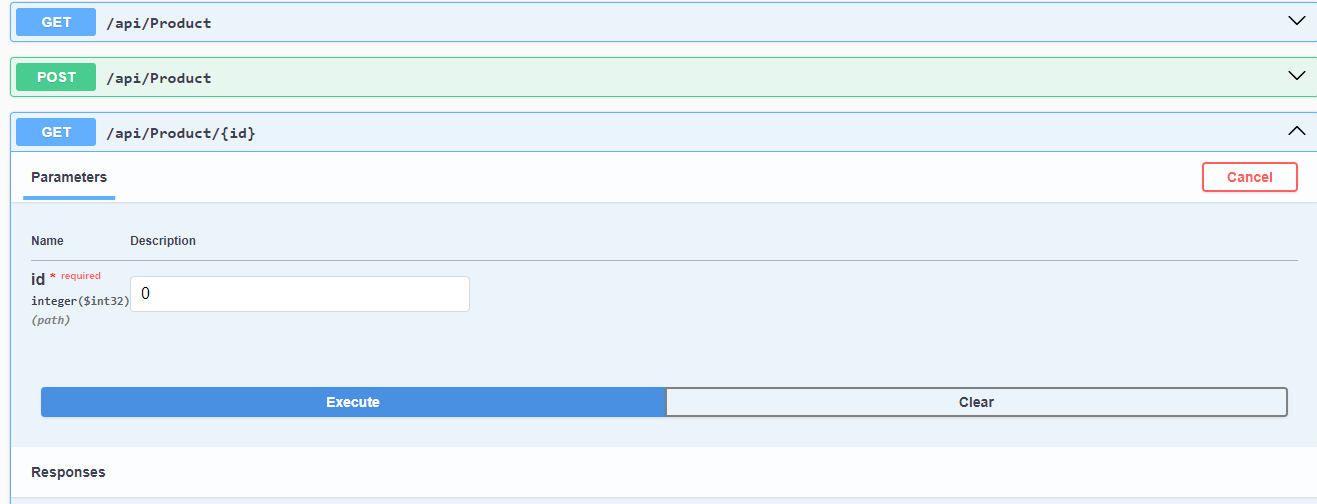 GET /api/Product
POST /api/Product
GET /api/Product/{id}
Parameters Cancel
Name Description
id * required
integer($int32) 0
(path)
Execute Clear
Responses